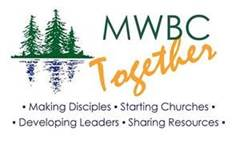 MWBC
Together
• Making Disciples • Starting Churches •
• Developing Leaders • Sharing Resources •